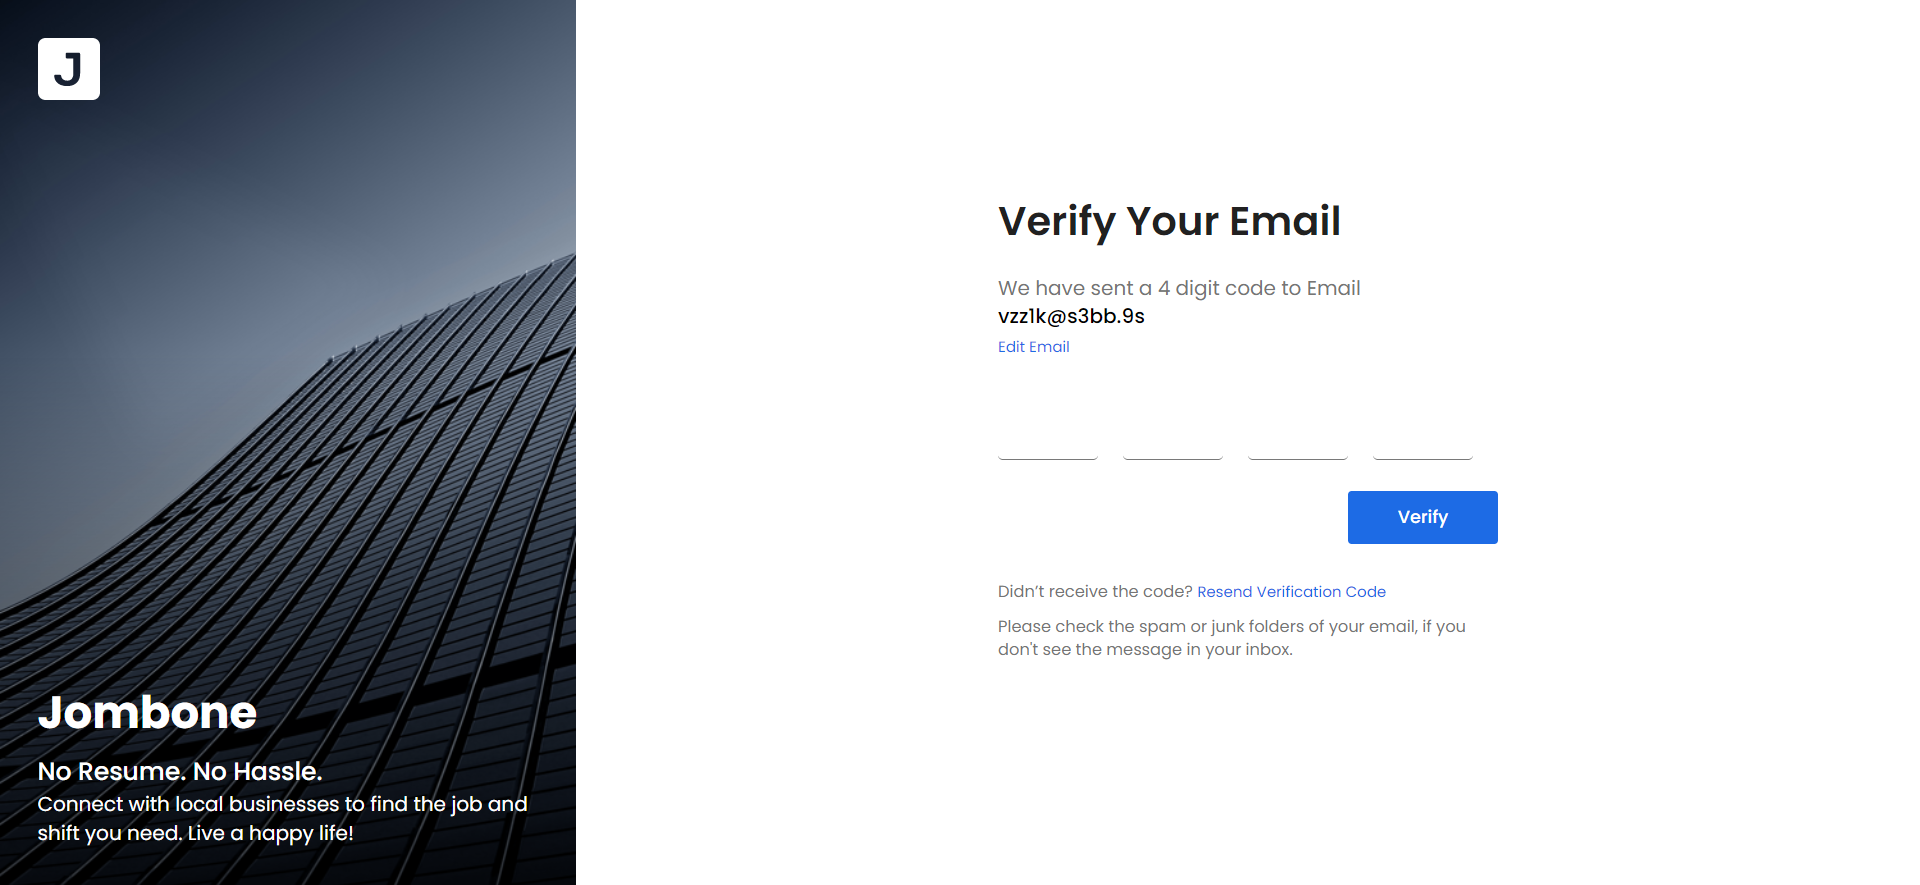 J
Jombone
No Resume. No Hassle.
Connect with local businesses to find the job and
shift you need. Live a happy life!
Verify Your Email
We have sent a 4 digit code to Email
vzz1k@s3bb.9s
Edit Email
Verify
Didn’t receive the code? Resend Verification Code
Please check the spam or junk folders of your email, if you
don't see the message in your inbox.